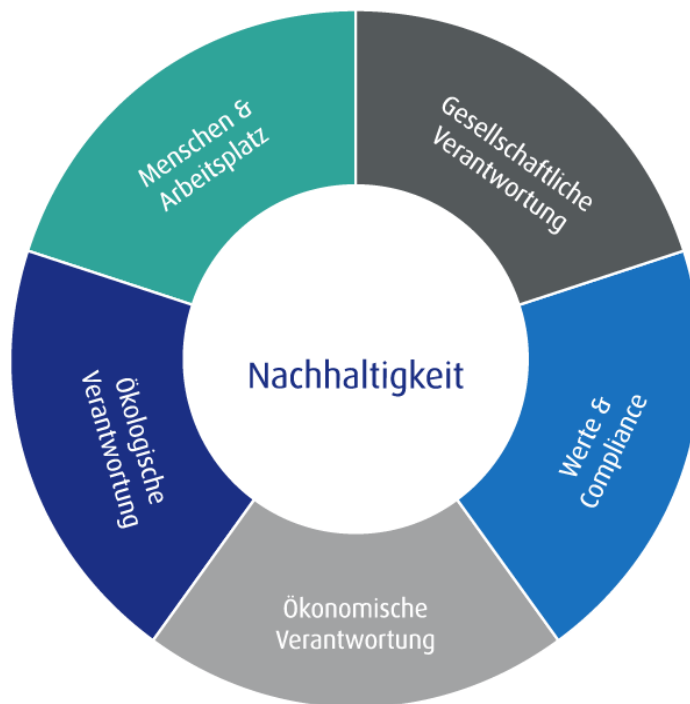 Menschen &
Arbeitsplatz
Gesellschaftliche
Verantwortung
Nachhaltigkeit
Ökologische
Verantwortung
Werte &
Compliance
Ökonomische
Verantwortung